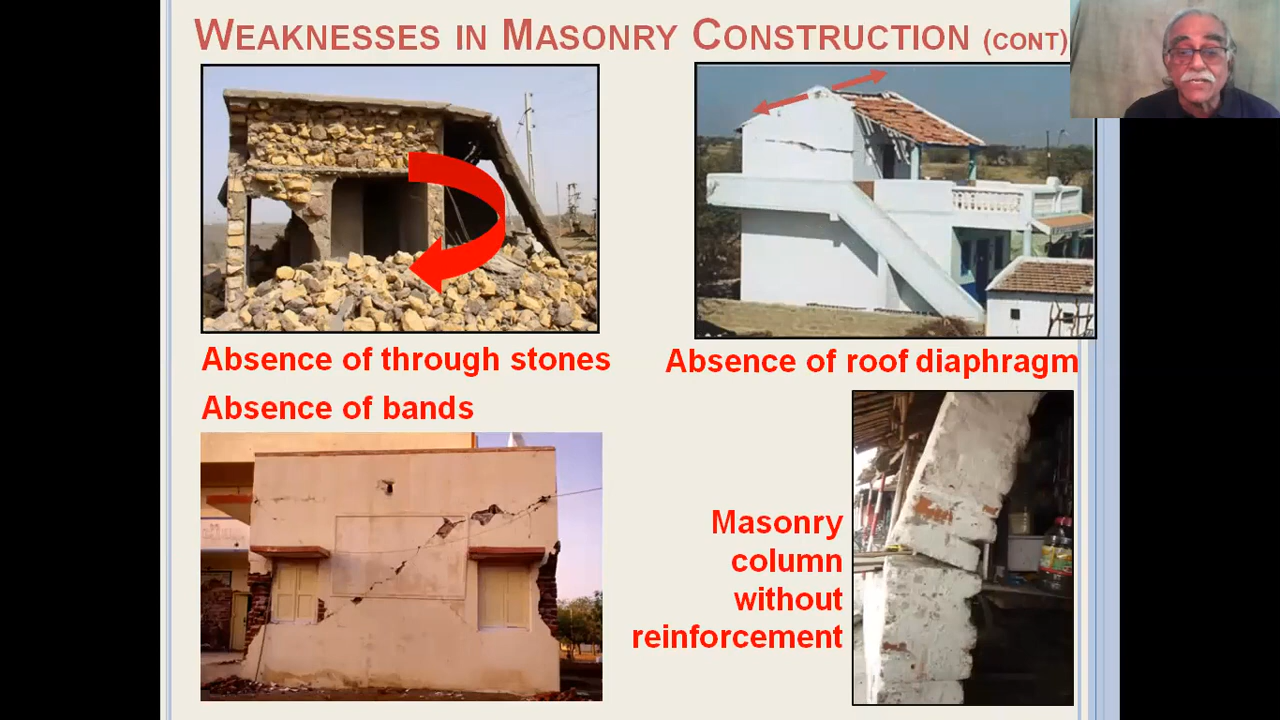 WEAKNESSES IN MASONRY CONSTRUCTION (CONT)
Absence of through stones
Absence of roof diaphragm
Absence of bands
Masonry
column
without
reinforcement